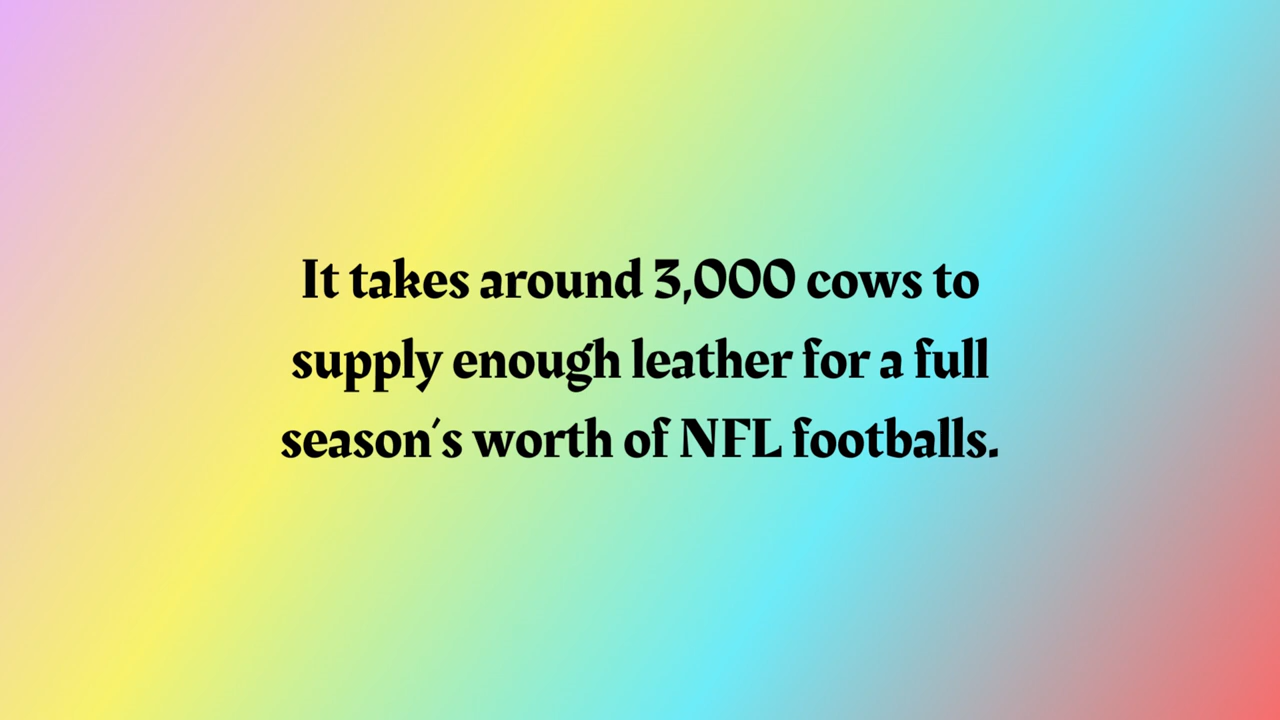 It takes around 3,000 cows to
supply enough leather for a full
season's worth of NFL footballs.